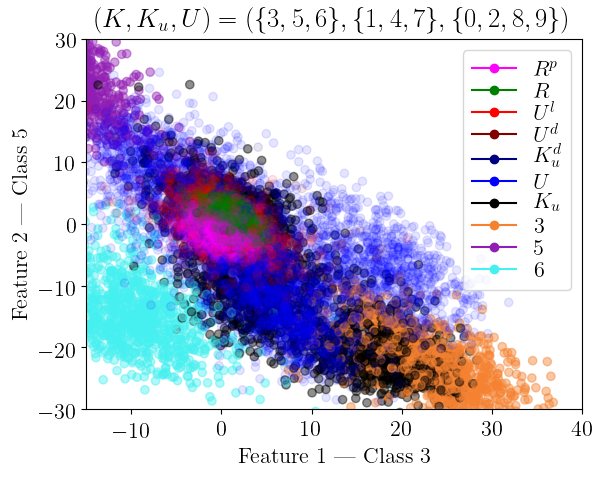 (K, K_u, U) = ({3, 5, 6}, {1, 4, 7}, {0, 2, 8, 9})
30
20
10
0
−10
−20
−30
Feature 2 — Class 5
R^p
R
U^l
U^d
K_u^d
U
K_u
3
5
6
−10
0
10
20
30
40
Feature 1 — Class 3